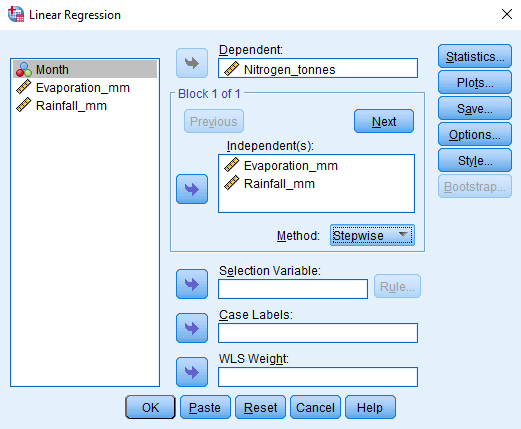 Linear Regression
Month
Evaporation_mm
Rainfall_mm
Dependent:
Nitrogen_tonnes
Block 1 of 1
Previous
Next
Independent(s):
Evaporation_mm
Rainfall_mm
Method:
Stepwise
Selection Variable:
Rule...
Case Labels:
WLS Weight:
Statistics...
Plots...
Save...
Options...
Style...
Bootstrap...
OK
Paste
Reset
Cancel
Help